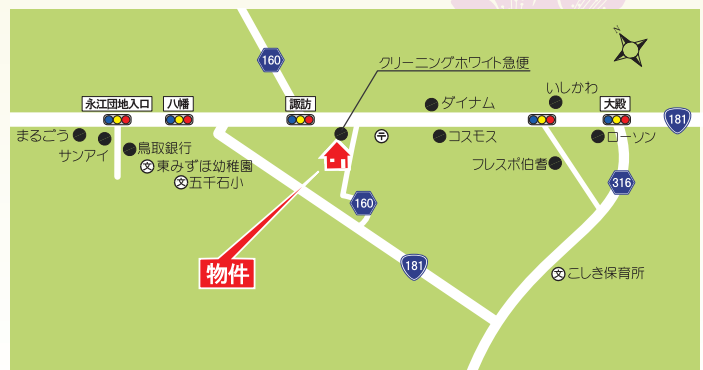 N
160
クリーニングホワイト急便
永江団地入口
八幡
諏訪
ダイナム
いしかわ
大殿
181
まるごう
サンアイ
鳥取銀行
〒
コスモス
ローソン
文 東みずほ幼稚園
文 五千石小
フレスポ伯耆
316
160
物件
181
文 こしき保育所